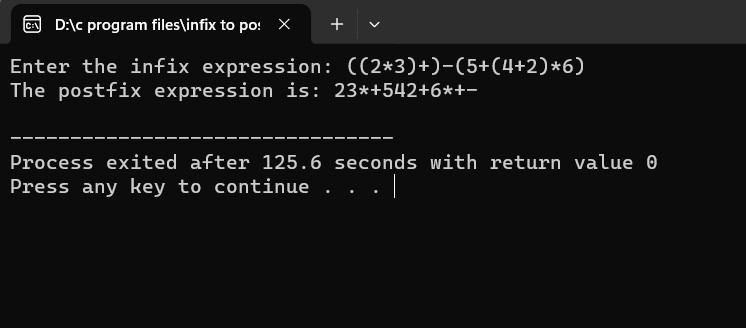 D:\c program files\infix to pos
Enter the infix expression: ((2*3)+)-(5+(4+2)*6)
The postfix expression is: 23*+542+6*+-
--------------------------------
Process exited after 125.6 seconds with return value 0
Press any key to continue . . .